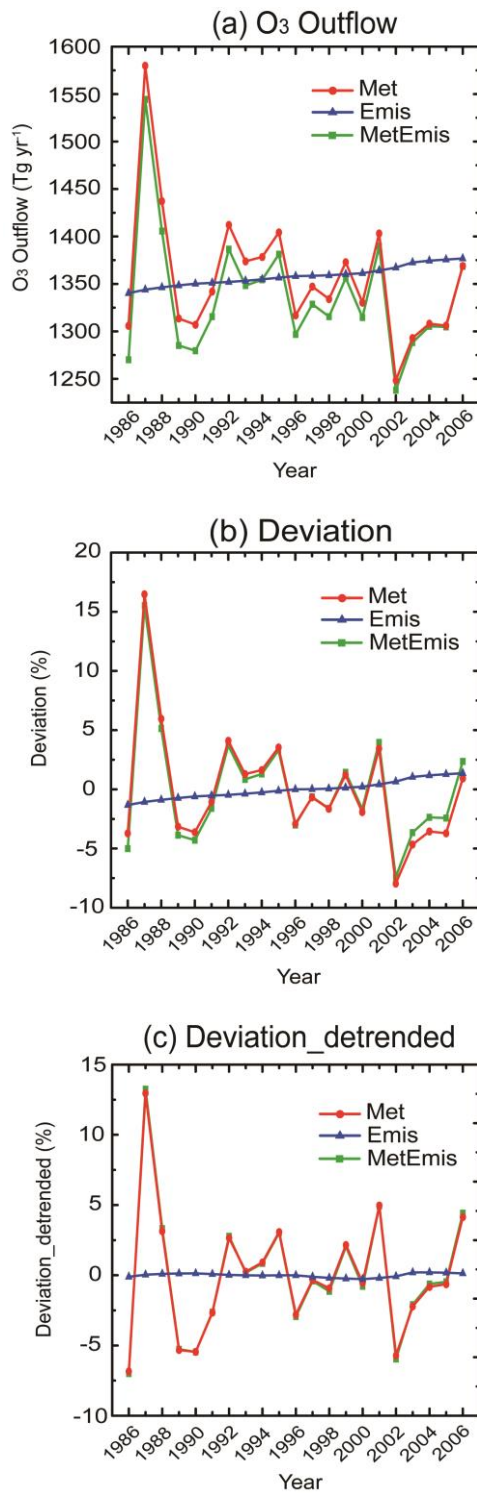 (a) O₃ Outflow
1600
1550
1500
1450
1400
1350
1300
1250
O₃ Outflow (Tg yr⁻¹)
Met
Emis
MetEmis
1986 1988 1990 1992 1994 1996 1998 2000 2002 2004 2006
Year
(b) Deviation
20
15
10
5
0
-5
-10
Deviation (%)
Met
Emis
MetEmis
1986 1988 1990 1992 1994 1996 1998 2000 2002 2004 2006
Year
(c) Deviation_detrended
15
10
5
0
-5
-10
Deviation_detrended (%)
Met
Emis
MetEmis
1986 1988 1990 1992 1994 1996 1998 2000 2002 2004 2006
Year